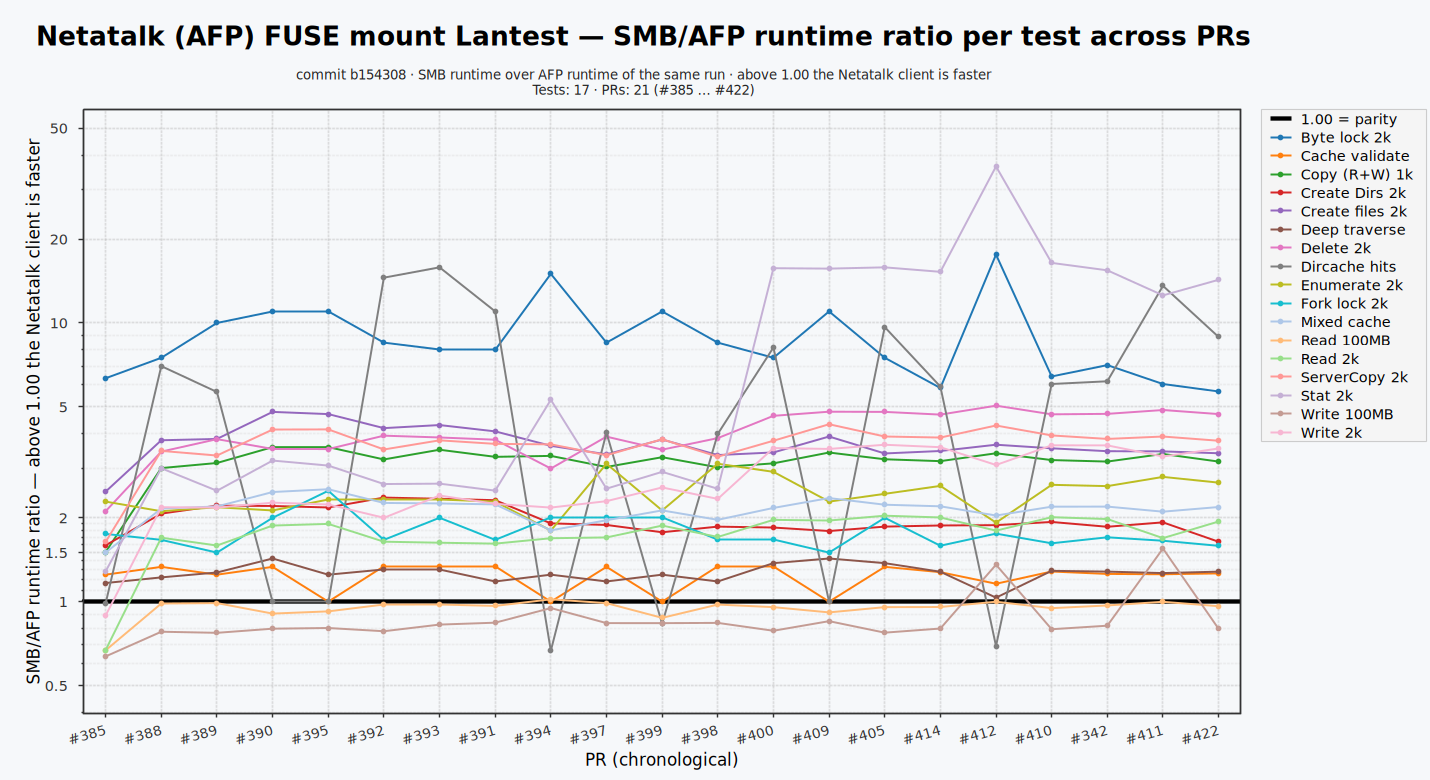 Netatalk (AFP) FUSE mount Lantest — SMB/AFP runtime ratio per test across PRs
commit b154308 · SMB runtime over AFP runtime of the same run · above 1.00 the Netatalk client is faster
Tests: 17 · PRs: 21 (#385 ... #422)
SMB/AFP runtime ratio — above 1.00 the Netatalk client is faster
50
20
10
5
2
1.5
1
0.5
#385
#388
#389
#390
#395
#392
#393
#391
#394
#397
#399
#398
#400
#409
#405
#414
#412
#410
#342
#411
#422
PR (chronological)
1.00 = parity
Byte lock 2k
Cache validate
Copy (R+W) 1k
Create Dirs 2k
Create files 2k
Deep traverse
Delete 2k
Dircache hits
Enumerate 2k
Fork lock 2k
Mixed cache
Read 100MB
Read 2k
ServerCopy 2k
Stat 2k
Write 100MB
Write 2k